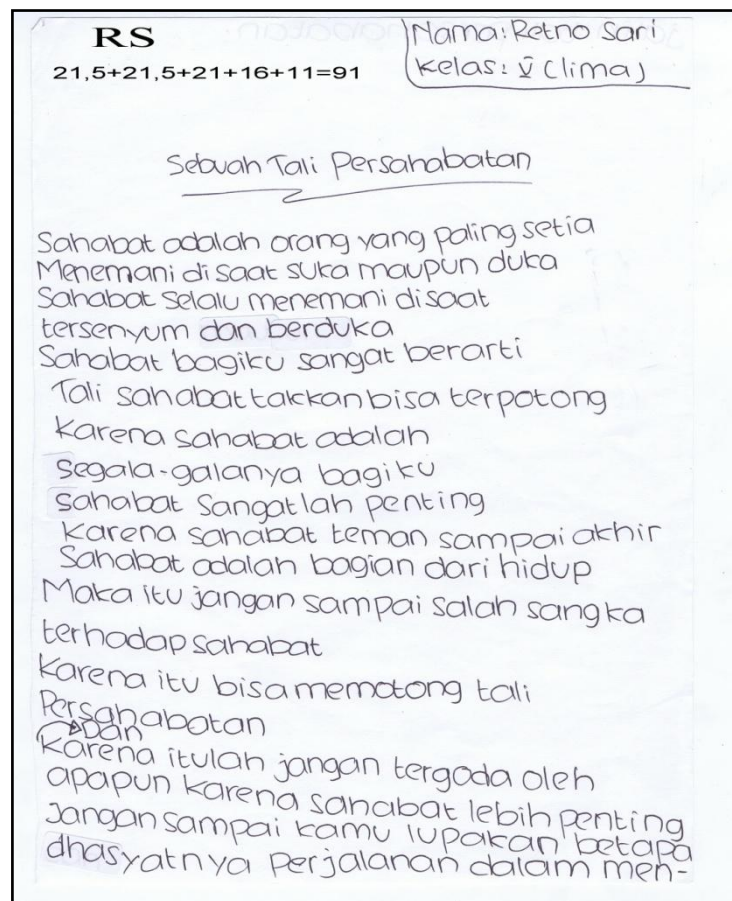 RS
21,5+21,5+21+16+11=91
Nama: Retno Sari
Kelas: V (lima)
Sebuah Tali Persahabatan
Sahabat adalah orang yang paling setia
Menemani di saat suka maupun duka
Sahabat selalu menemani disaat
tersenyum dan berduka
Sahabat bagiku sangat berarti
Tali sahabat takkan bisa terpotong
Karena sahabat adalah
segala-galanya bagiku
sahabat sangatlah penting
Karena sahabat teman sampai akhir
Sahabat adalah bagian dari hidup
Maka itu jangan sampai salah sangka
terhadap sahabat
Karena itu bisa memotong tali
Persahabatan
Dan
Karena itulah jangan tergoda oleh
apapun karena sahabat lebih penting
Jangan sampai kamu lupakan betapa
dhasyatnya perjalanan dalam men-